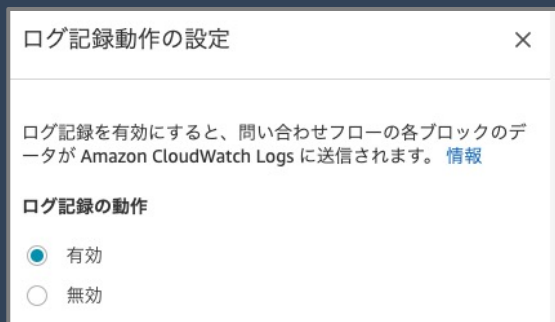 ログ記録動作の設定
ログ記録を有効にすると、問い合わせフローの各ブロックのデ
ータが Amazon CloudWatch Logs に送信されます。 情報
ログ記録の動作
有効
無効